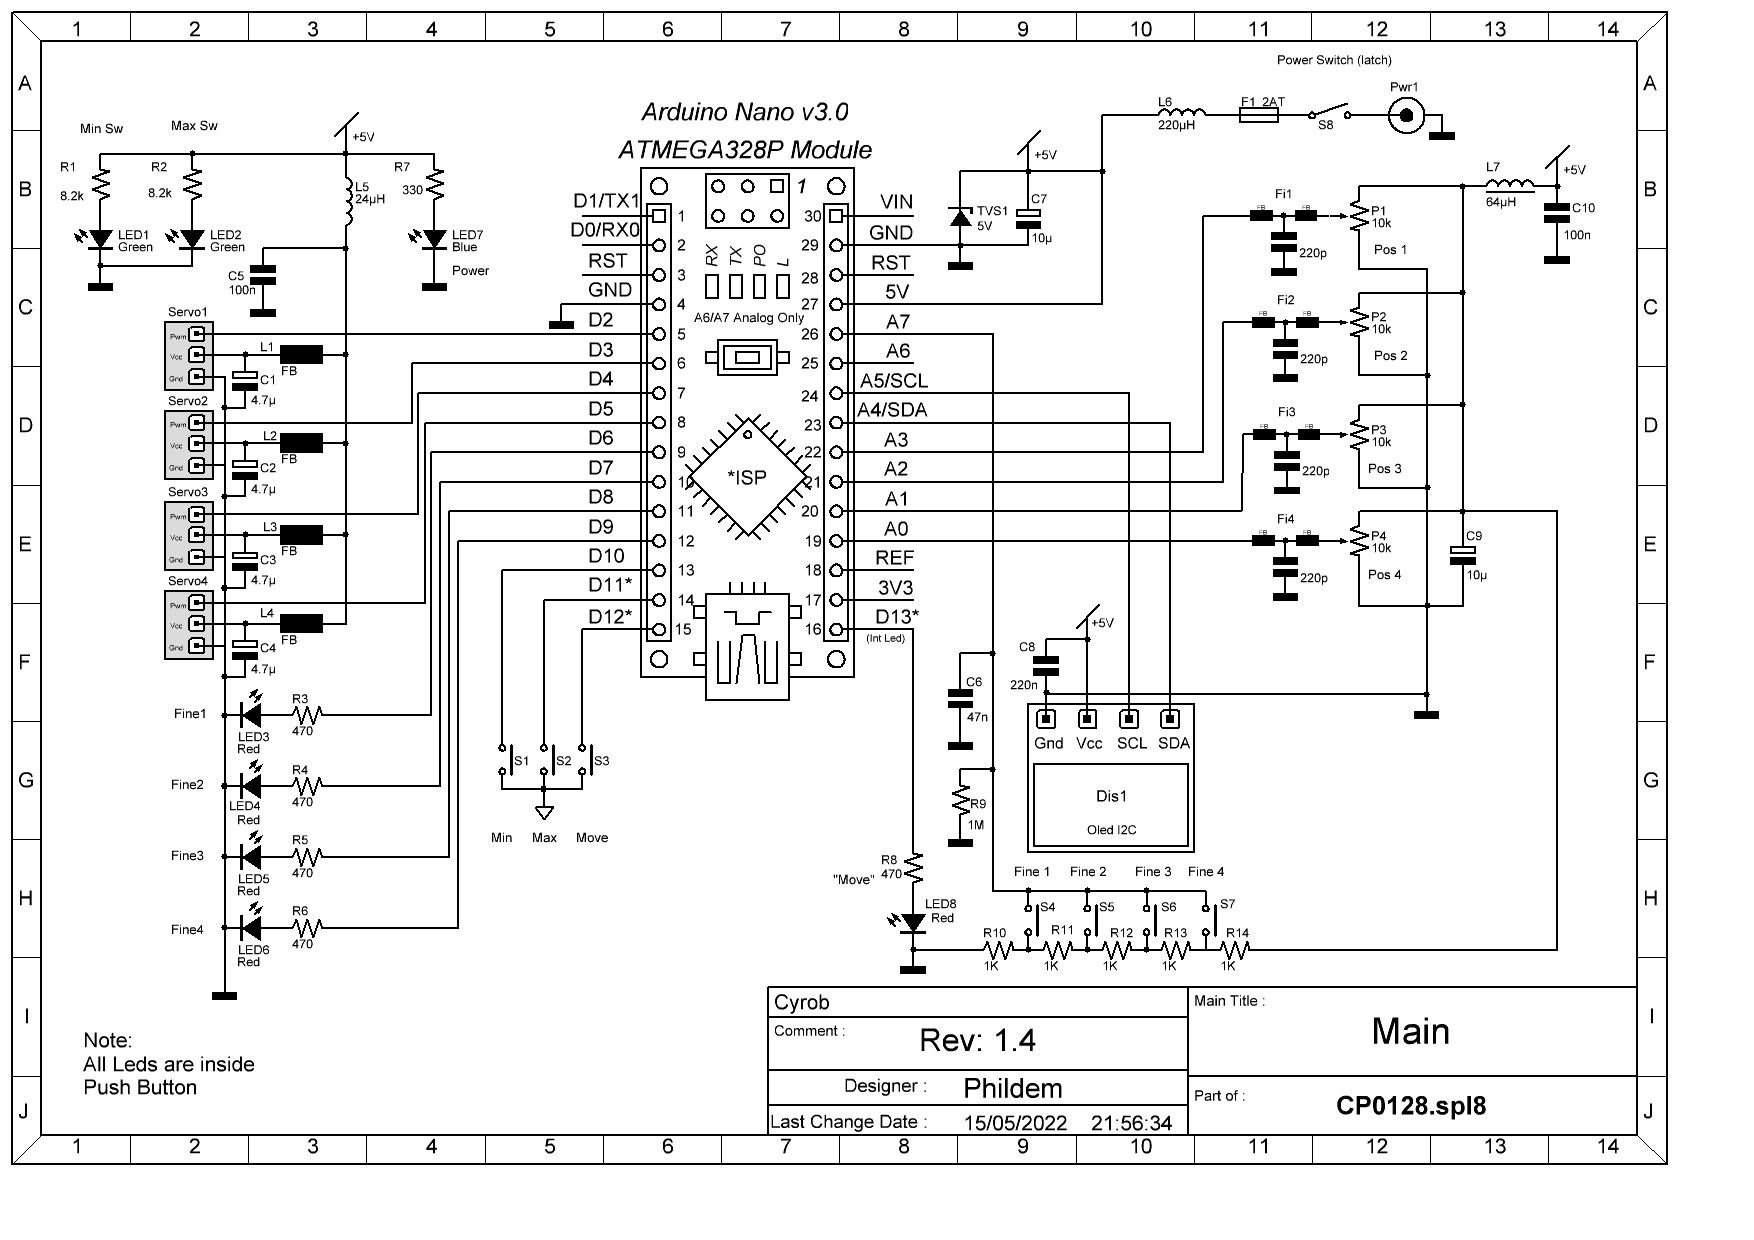 1 2 3 4 5 6 7 8 9 10 11 12 13 14
A A
Power Switch (latch)
Pwr1
L6
220µH
F1 2AT
S8
Arduino Nano v3.0
ATMEGA328P Module
Min Sw
Max Sw
+5V
B B
R1
8.2k
R2
8.2k
L5
24µH
R7
330
LED1
Green
LED2
Green
LED7
Blue
Power
C5
100n
+5V
TVS1
5V
C7
10µ
L7
64µH
+5V
C10
100n
D1/TX1
D0/RX0
RST
GND
D2
D3
D4
D5
D6
D7
D8
D9
D10
D11*
D12*
1
2
3
4
5
6
7
8
9
10
11
12
13
14
15
1
RX TX PO L
A6/A7 Analog Only
*ISP
30
29
28
27
26
25
24
23
22
21
20
19
18
17
16
VIN
GND
RST
5V
A7
A6
A5/SCL
A4/SDA
A3
A2
A1
A0
REF
3V3
D13*
(Int Led)
Fi1
FB FB
220p
P1
10k
Pos 1
C C
Fi2
FB FB
220p
P2
10k
Pos 2
D D
Fi3
FB FB
220p
P3
10k
Pos 3
E E
Fi4
FB FB
220p
P4
10k
Pos 4
C9
10µ
Servo1
Pwm
Vcc
Gnd
L1
FB
C1
4.7µ
Servo2
Pwm
Vcc
Gnd
L2
FB
C2
4.7µ
Servo3
Pwm
Vcc
Gnd
L3
FB
C3
4.7µ
Servo4
Pwm
Vcc
Gnd
L4
FB
C4
4.7µ
F F
+5V
C8
220n
C6
47n
Gnd Vcc SCL SDA
Dis1
Oled I2C
Fine1
LED3
Red
R3
470
G G
Fine2
LED4
Red
R4
470
Fine3
LED5
Red
R5
470
H H
Fine4
LED6
Red
R6
470
S1 S2 S3
Min Max Move
R9
1M
R8
470
"Move"
LED8
Red
Fine 1 Fine 2 Fine 3 Fine 4
S4 S5 S6 S7
R10 R11 R12 R13 R14
1K 1K 1K 1K 1K
I I
Note:
All Leds are inside
Push Button
Cyrob
Comment :
Rev: 1.4
Designer : Phildem
Last Change Date : 15/05/2022 21:56:34
Main Title :
Main
Part of :
CP0128.spl8
J J
1 2 3 4 5 6 7 8 9 10 11 12 13 14